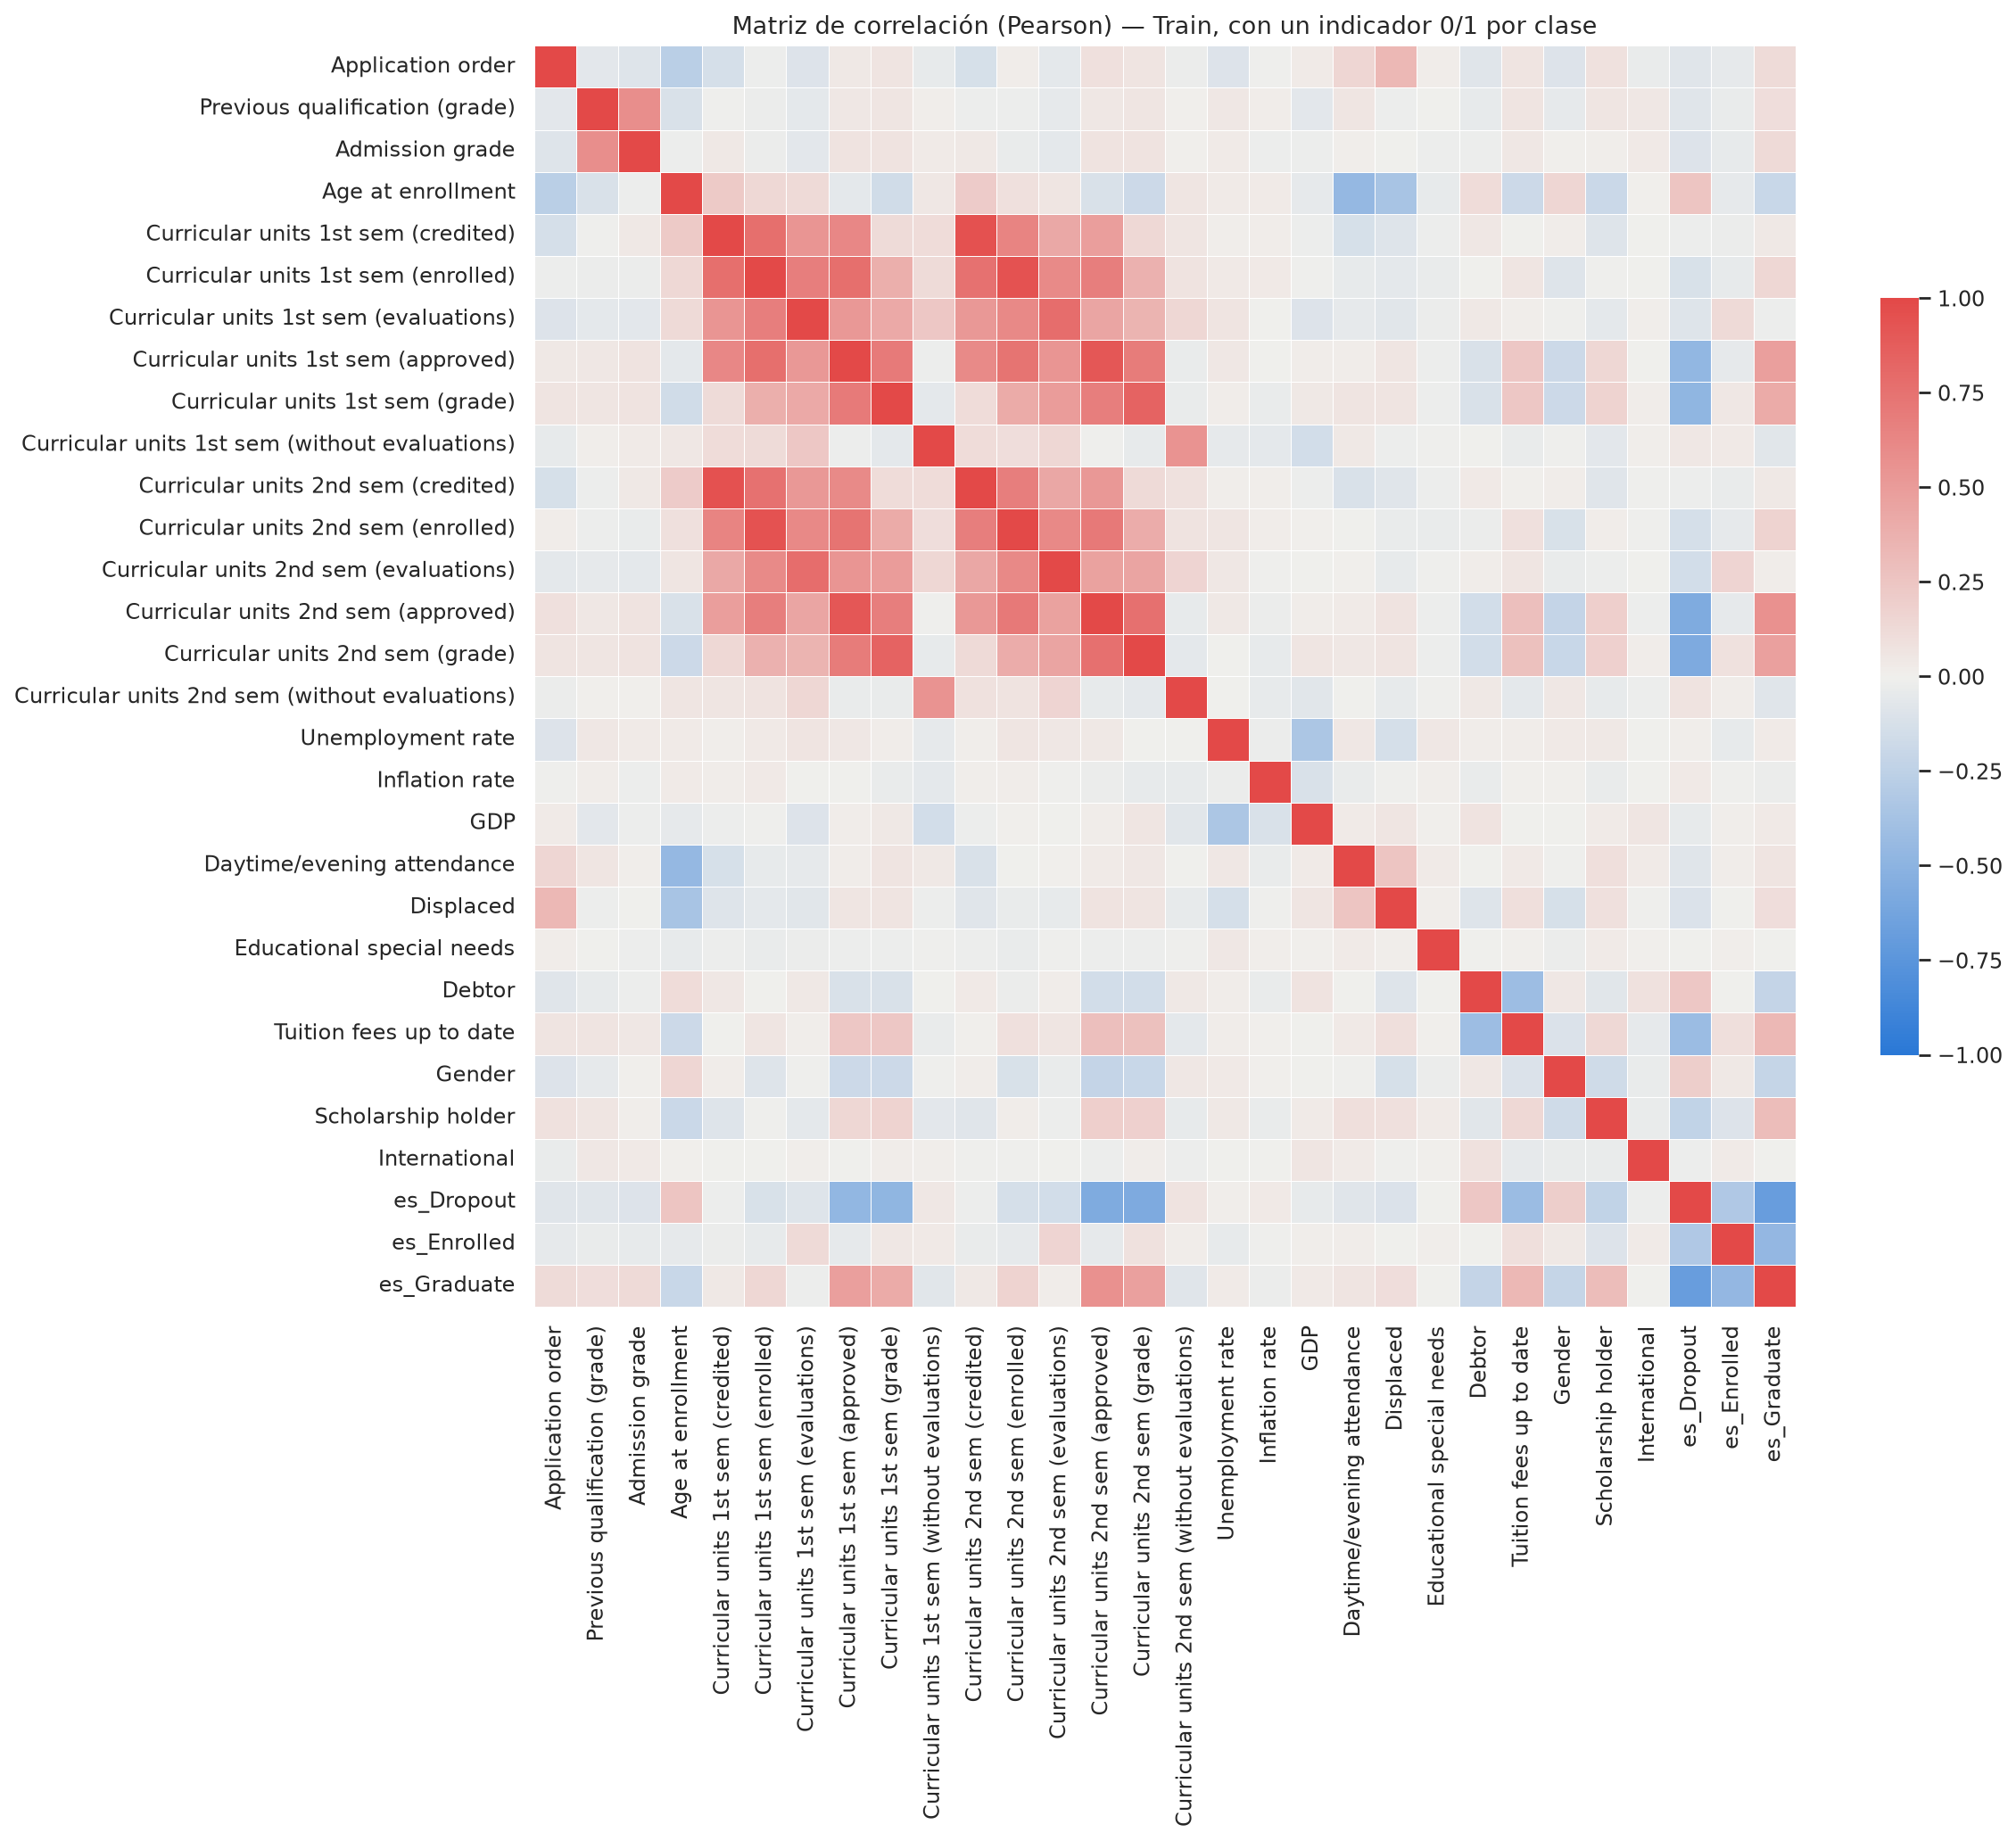 Matriz de correlación (Pearson) — Train, con un indicador 0/1 por clase
Application order
Previous qualification (grade)
Admission grade
Age at enrollment
Curricular units 1st sem (credited)
Curricular units 1st sem (enrolled)
Curricular units 1st sem (evaluations)
Curricular units 1st sem (approved)
Curricular units 1st sem (grade)
Curricular units 1st sem (without evaluations)
Curricular units 2nd sem (credited)
Curricular units 2nd sem (enrolled)
Curricular units 2nd sem (evaluations)
Curricular units 2nd sem (approved)
Curricular units 2nd sem (grade)
Curricular units 2nd sem (without evaluations)
Unemployment rate
Inflation rate
GDP
Daytime/evening attendance
Displaced
Educational special needs
Debtor
Tuition fees up to date
Gender
Scholarship holder
International
es_Dropout
es_Enrolled
es_Graduate
1.00
0.75
0.50
0.25
0.00
−0.25
−0.50
−0.75
−1.00
Application order
Previous qualification (grade)
Admission grade
Age at enrollment
Curricular units 1st sem (credited)
Curricular units 1st sem (enrolled)
Curricular units 1st sem (evaluations)
Curricular units 1st sem (approved)
Curricular units 1st sem (grade)
Curricular units 1st sem (without evaluations)
Curricular units 2nd sem (credited)
Curricular units 2nd sem (enrolled)
Curricular units 2nd sem (evaluations)
Curricular units 2nd sem (approved)
Curricular units 2nd sem (grade)
Curricular units 2nd sem (without evaluations)
Unemployment rate
Inflation rate
GDP
Daytime/evening attendance
Displaced
Educational special needs
Debtor
Tuition fees up to date
Gender
Scholarship holder
International
es_Dropout
es_Enrolled
es_Graduate